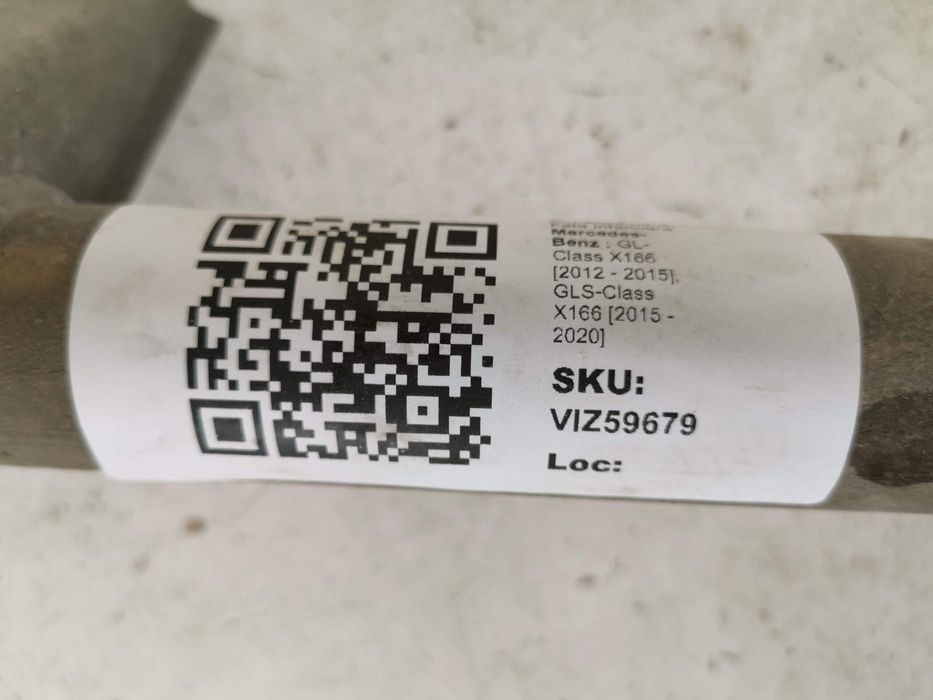 Mercedes-
Benz : GL-
Class X166
[2012 - 2015],
GLS-Class
X166 [2015 -
2020]
SKU:
VIZ59679
Loc: